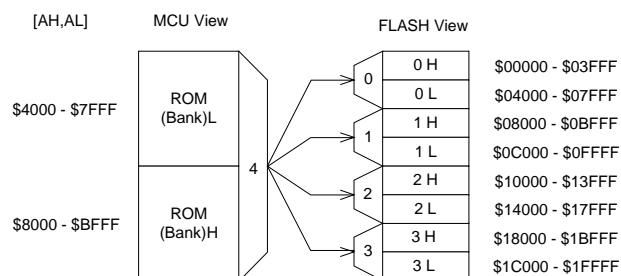 [AH,AL] MCU View FLASH View
$4000 - $7FFF
ROM
(Bank)L
$8000 - $BFFF
ROM
(Bank)H
4
0
0 H $00000 - $03FFF
0 L $04000 - $07FFF
1
1 H $08000 - $0BFFF
1 L $0C000 - $0FFFF
2
2 H $10000 - $13FFF
2 L $14000 - $17FFF
3
3 H $18000 - $1BFFF
3 L $1C000 - $1FFFF